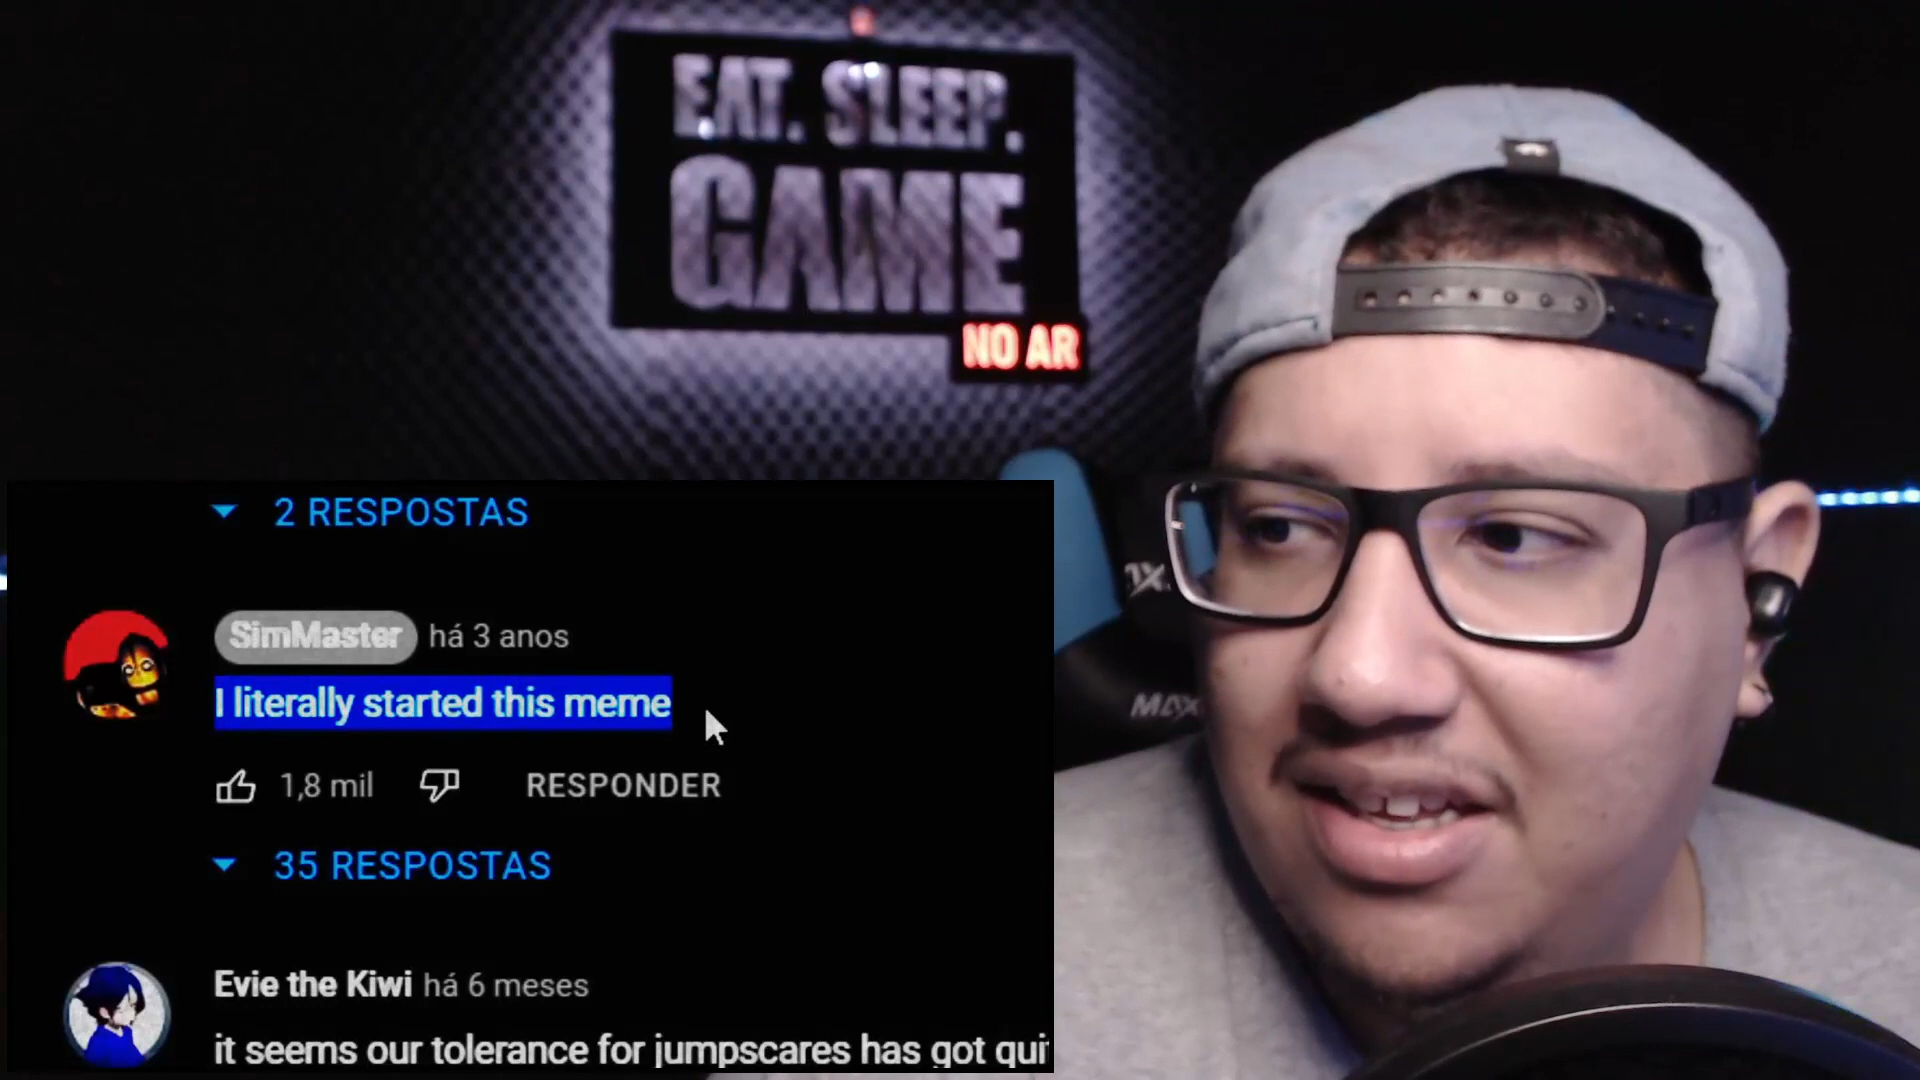 EAT. SLEEP.
GAME
NO AR
2 RESPOSTAS
SimMaster há 3 anos
I literally started this meme
1,8 mil RESPONDER
35 RESPOSTAS
Evie the Kiwi há 6 meses
it seems our tolerance for jumpscares has got
MAX